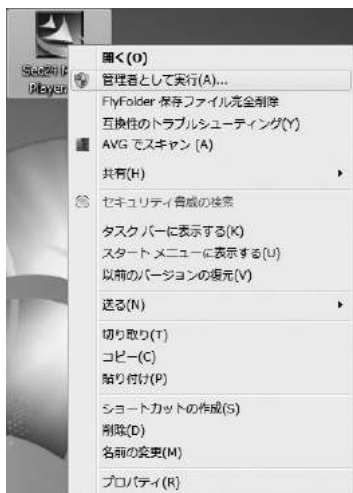 Player
開く(O)
管理者として実行(A)...
FlyFolder 保存ファイル完全削除
互換性のトラブルシューティング(Y)
AVG でスキャン (A)
共有(H)
セキュリティ脅威の検索
タスク バーに表示する(K)
スタート メニューに表示する(U)
以前のバージョンの復元(V)
送る(N)
切り取り(T)
コピー(C)
貼り付け(P)
ショートカットの作成(S)
削除(D)
名前の変更(M)
プロパティ(R)